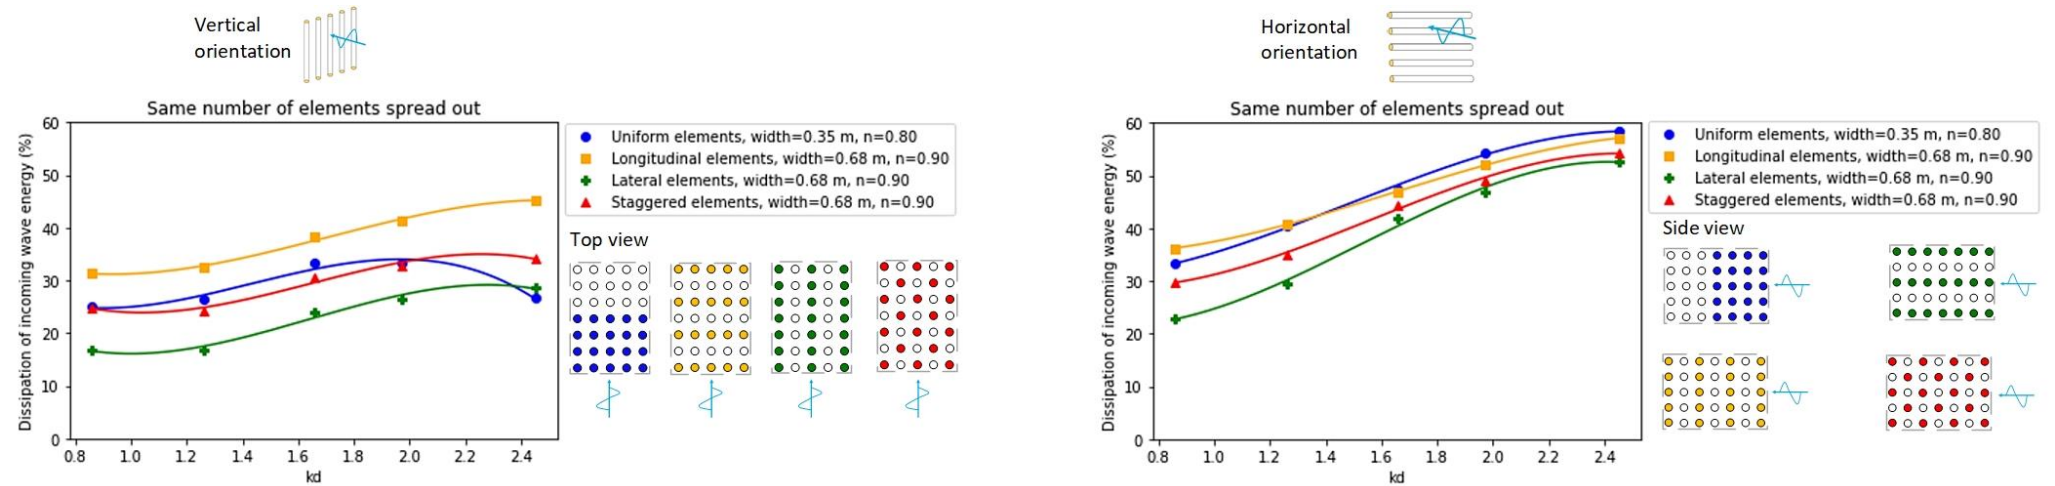 Vertical
orientation
Same number of elements spread out
Dissipation of incoming wave energy (%)
60
50
40
30
20
10
0
0.8 1.0 1.2 1.4 1.6 1.8 2.0 2.2 2.4
kd
Uniform elements, width=0.35 m, n=0.80
Longitudinal elements, width=0.68 m, n=0.90
Lateral elements, width=0.68 m, n=0.90
Staggered elements, width=0.68 m, n=0.90
Top view
Horizontal
orientation
Same number of elements spread out
Dissipation of incoming wave energy (%)
60
50
40
30
20
10
0
0.8 1.0 1.2 1.4 1.6 1.8 2.0 2.2 2.4
kd
Uniform elements, width=0.35 m, n=0.80
Longitudinal elements, width=0.68 m, n=0.90
Lateral elements, width=0.68 m, n=0.90
Staggered elements, width=0.68 m, n=0.90
Side view